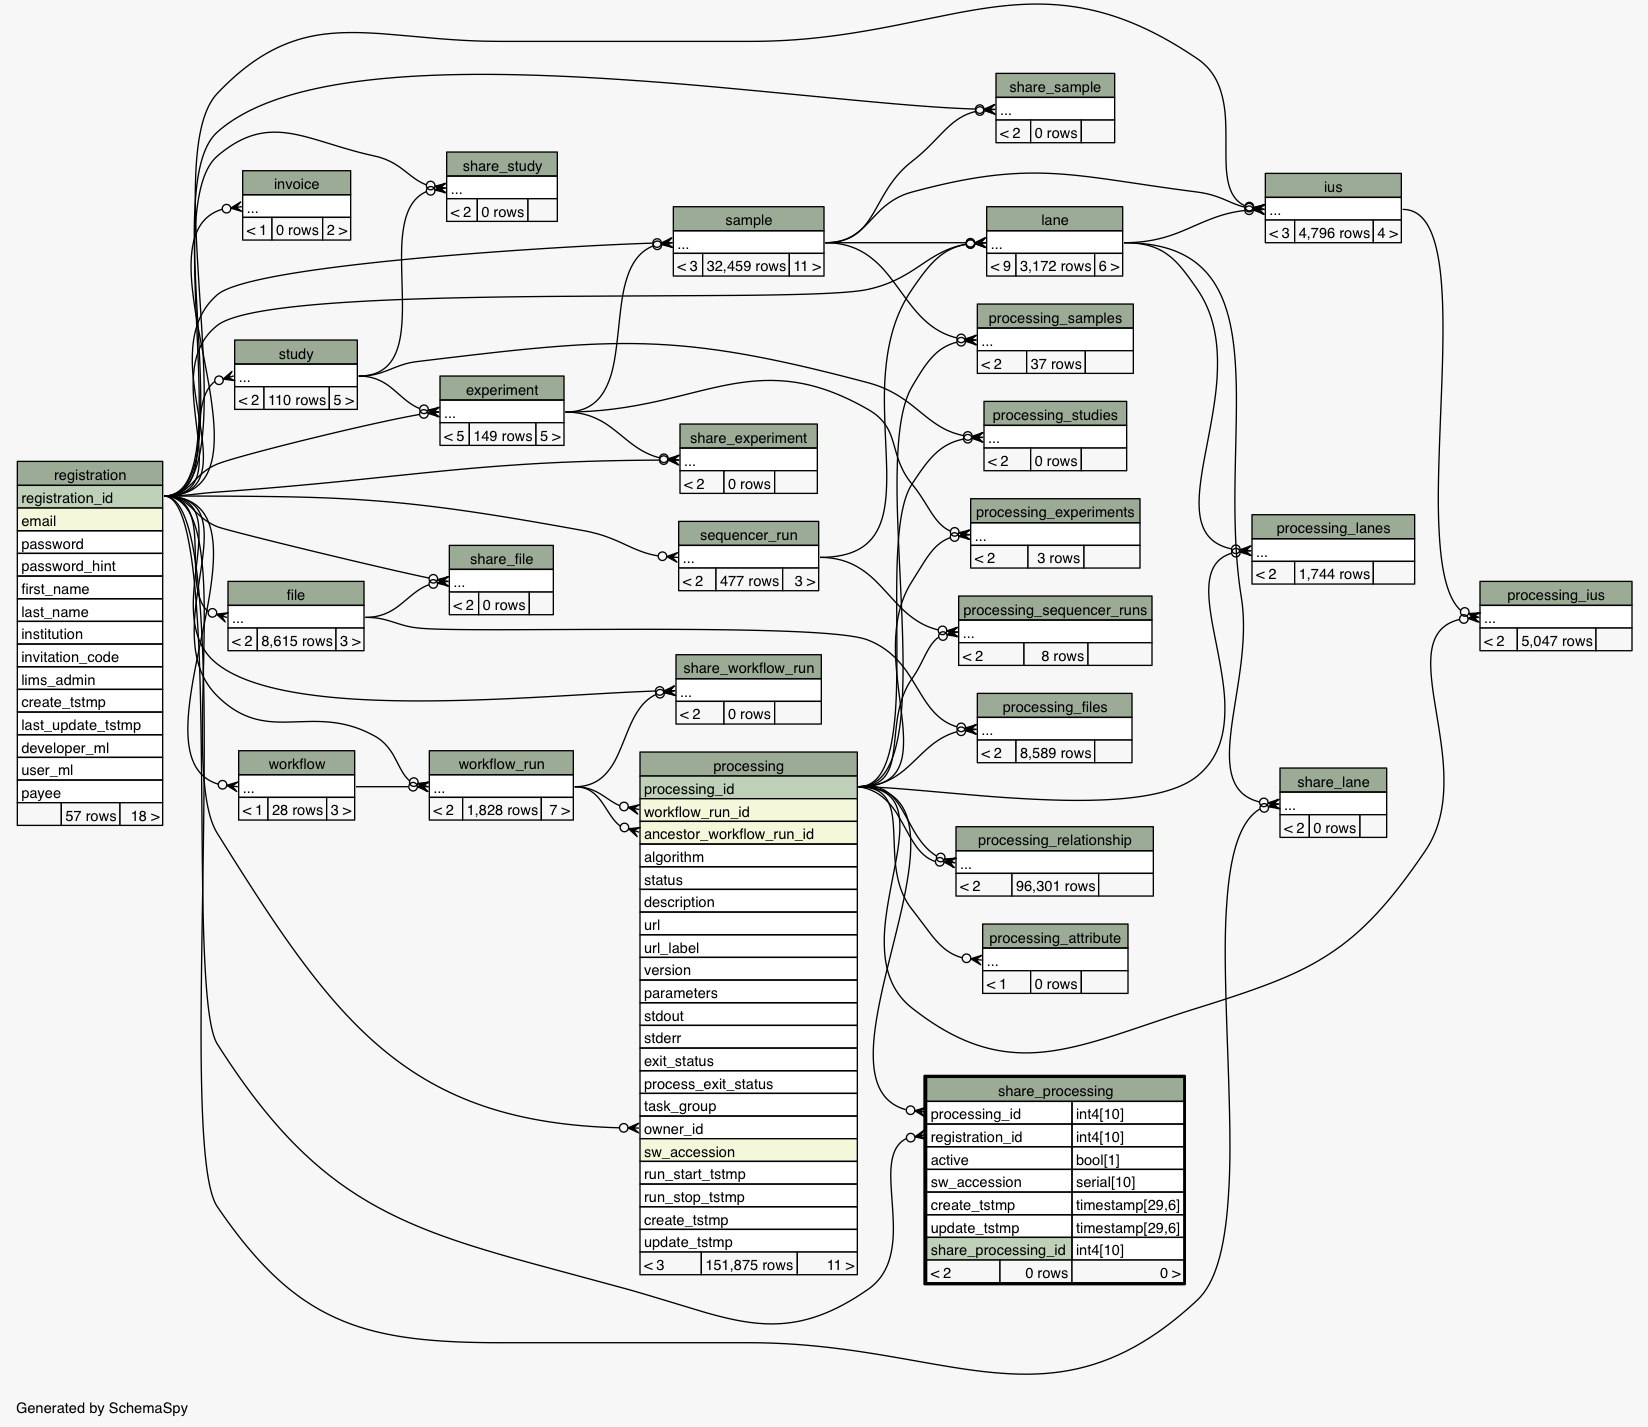 share_sample
...
< 2 0 rows
share_study
...
< 2 0 rows
invoice
...
< 1 0 rows 2 >
ius
...
< 3 4,796 rows 4 >
sample
...
< 3 32,459 rows 11 >
lane
...
< 9 3,172 rows 6 >
processing_samples
...
< 2 37 rows
study
...
< 2 110 rows 5 >
experiment
...
< 5 149 rows 5 >
processing_studies
...
< 2 0 rows
share_experiment
...
< 2 0 rows
registration
registration_id
email
password
password_hint
first_name
last_name
institution
invitation_code
lims_admin
create_tstmp
last_update_tstmp
developer_ml
user_ml
payee
57 rows 18 >
processing_experiments
...
< 2 3 rows
processing_lanes
...
< 2 1,744 rows
sequencer_run
...
< 2 477 rows 3 >
share_file
...
< 2 0 rows
file
...
< 2 8,615 rows 3 >
processing_ius
...
< 2 5,047 rows
processing_sequencer_runs
...
< 2 8 rows
share_workflow_run
...
< 2 0 rows
processing_files
...
< 2 8,589 rows
workflow
...
< 1 28 rows 3 >
workflow_run
...
< 2 1,828 rows 7 >
processing
processing_id
workflow_run_id
ancestor_workflow_run_id
algorithm
status
description
url
url_label
version
parameters
stdout
stderr
exit_status
process_exit_status
task_group
owner_id
sw_accession
run_start_tstmp
run_stop_tstmp
create_tstmp
update_tstmp
< 3 151,875 rows 11 >
share_lane
...
< 2 0 rows
processing_relationship
...
< 2 96,301 rows
processing_attribute
...
< 1 0 rows
share_processing
processing_id int4[10]
registration_id int4[10]
active bool[1]
sw_accession serial[10]
create_tstmp timestamp[29,6]
update_tstmp timestamp[29,6]
share_processing_id int4[10]
< 2 0 rows 0 >
Generated by SchemaSpy